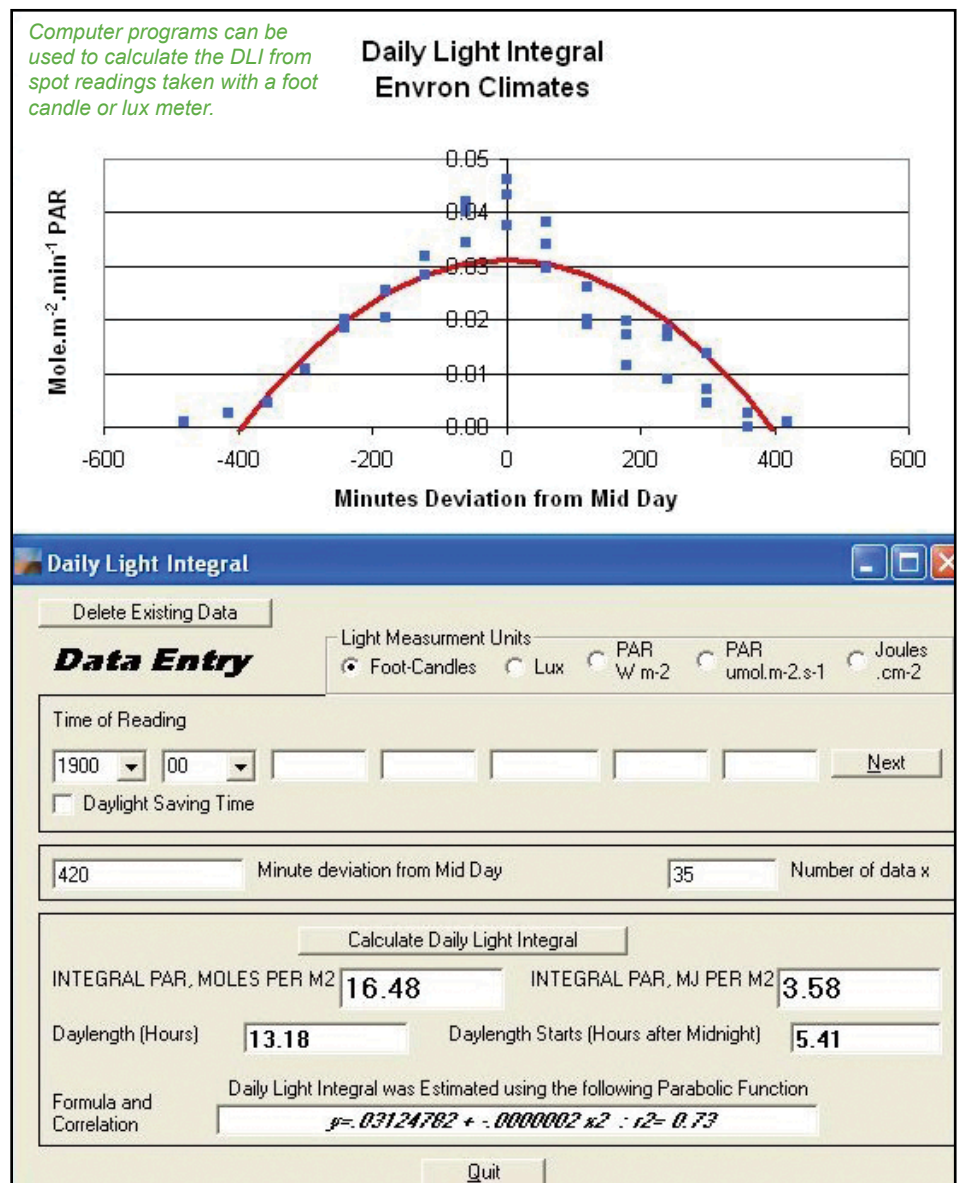 Computer programs can be
used to calculate the DLI from
spot readings taken with a foot
candle or lux meter.
Daily Light Integral
Envron Climates
Mole.m-2.min-1 PAR
0.05
0.04
0.03
0.02
0.01
0.00
-600 -400 -200 0 200 400 600
Minutes Deviation from Mid Day
Daily Light Integral
Delete Existing Data
Data Entry
Light Measurment Units
Foot-Candles Lux PAR W m-2 PAR umol.m-2.s-1 Joules .cm-2
Time of Reading
1900 00 Next
Daylight Saving Time
420 Minute deviation from Mid Day 35 Number of data x
Calculate Daily Light Integral
INTEGRAL PAR, MOLES PER M2 16.48 INTEGRAL PAR, MJ PER M2 3.58
Daylength (Hours) 13.18 Daylength Starts (Hours after Midnight) 5.41
Daily Light Integral was Estimated using the following Parabolic Function
Formula and
Correlation
y=.03124782 + -.0000002 x2 : r2= 0.73
Quit